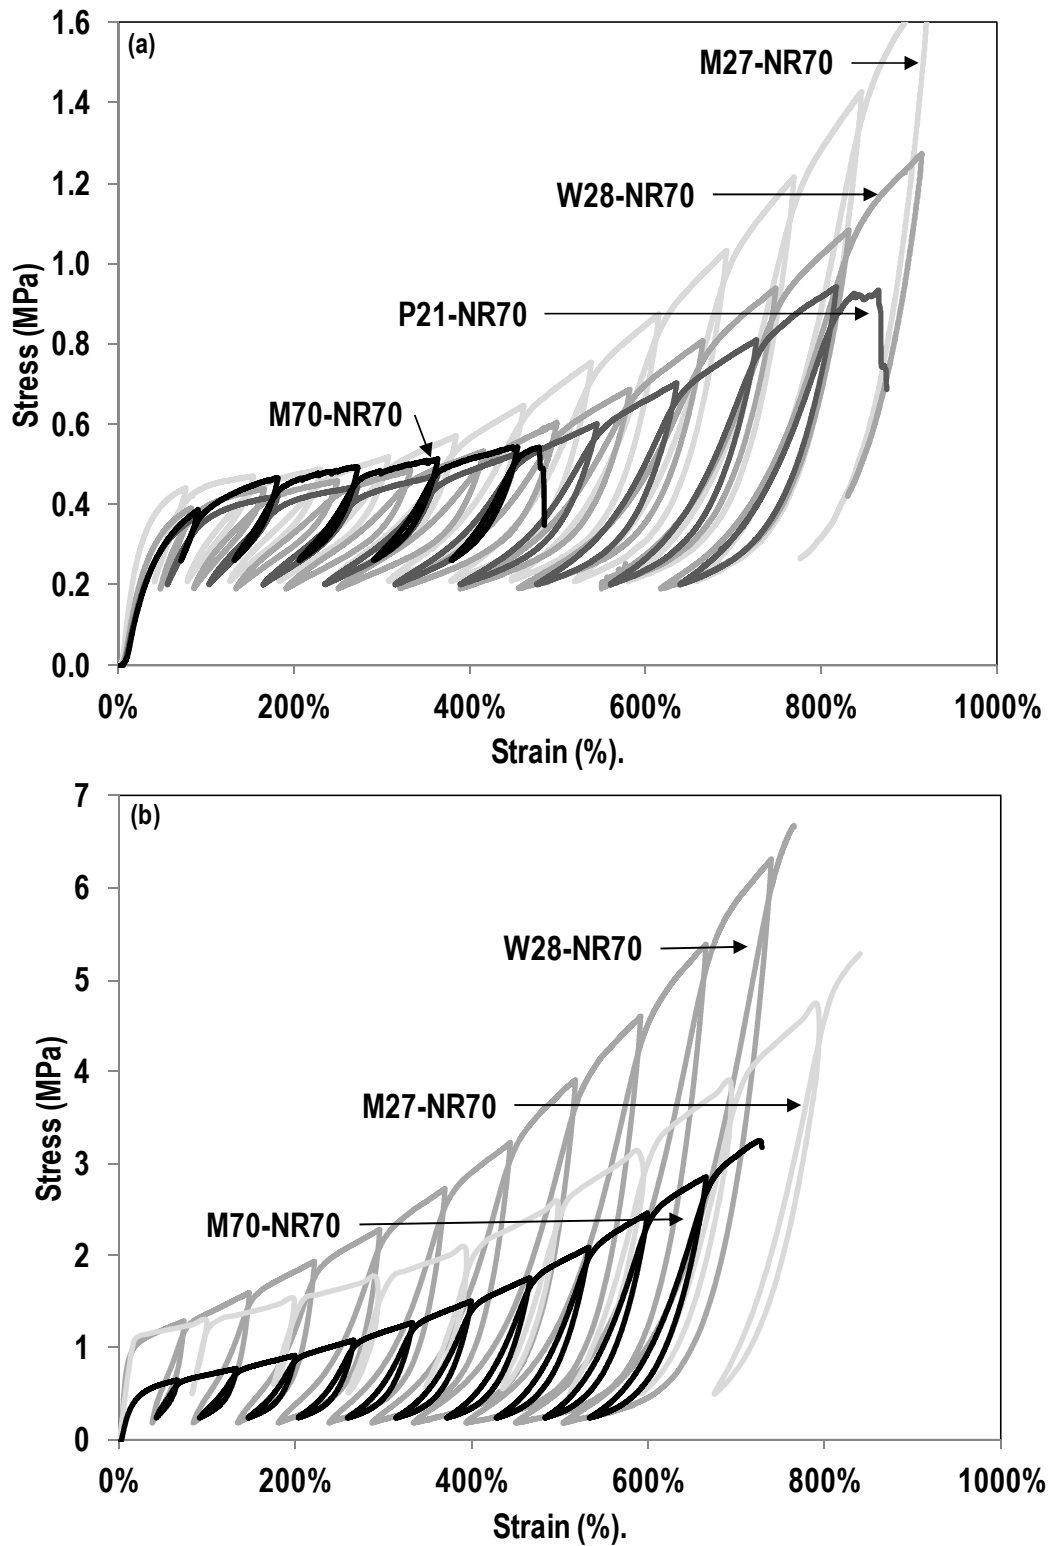 (a)
1.6
1.4
1.2
1.0
0.8
0.6
0.4
0.2
0.0
Stress (MPa)
M27-NR70
W28-NR70
P21-NR70
M70-NR70
0% 200% 400% 600% 800% 1000%
Strain (%).
(b)
7
6
5
4
3
2
1
0
Stress (MPa)
W28-NR70
M27-NR70
M70-NR70
0% 200% 400% 600% 800% 1000%
Strain (%).